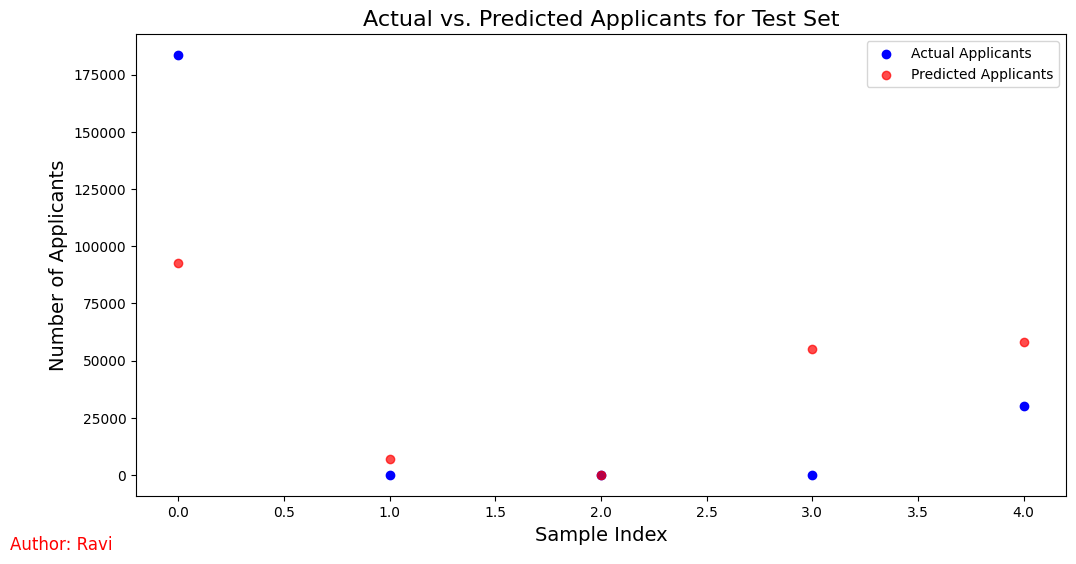 Actual vs. Predicted Applicants for Test Set
Actual Applicants
Predicted Applicants
Number of Applicants
175000
150000
125000
100000
75000
50000
25000
0
0.0 0.5 1.0 1.5 2.0 2.5 3.0 3.5 4.0
Sample Index
Author: Ravi